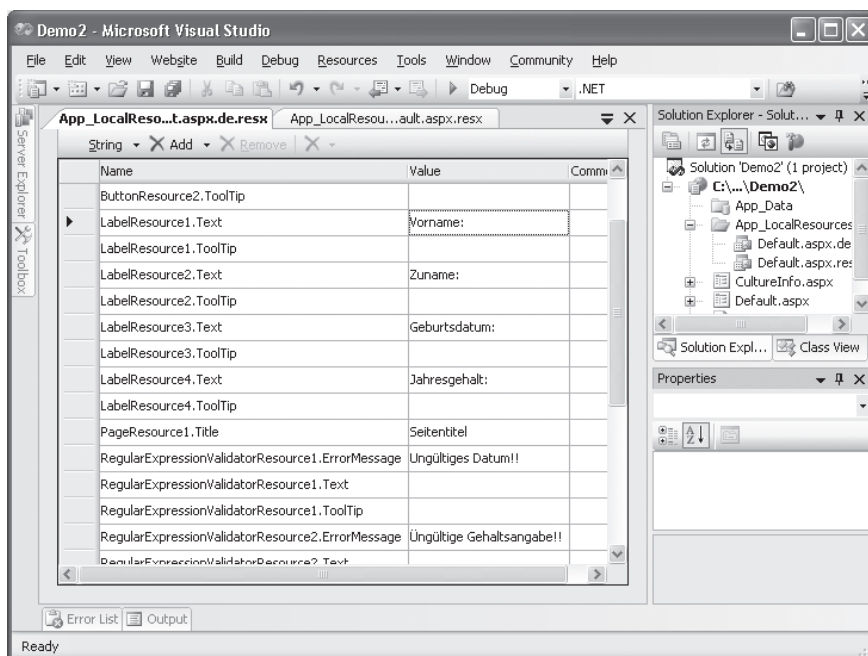 Demo2 - Microsoft Visual Studio
File Edit View Website Build Debug Resources Tools Window Community Help
Debug .NET
App_LocalReso...t.aspx.de.resx App_LocalResou...ault.aspx.resx
String Add Remove
Name Value Comm
ButtonResource2.ToolTip
LabelResource1.Text Vorname:
LabelResource1.ToolTip
LabelResource2.Text Zuname:
LabelResource2.ToolTip
LabelResource3.Text Geburtsdatum:
LabelResource3.ToolTip
LabelResource4.Text Jahresgehalt:
LabelResource4.ToolTip
PageResource1.Title Seitentitel
RegularExpressionValidatorResource1.ErrorMessage Ungültiges Datum!!
RegularExpressionValidatorResource1.Text
RegularExpressionValidatorResource1.ToolTip
RegularExpressionValidatorResource2.ErrorMessage Üngültige Gehaltsangabe!!
RegularExpressionValidatorResource2.Text
Server Explorer
Toolbox
Solution Explorer - Solut...
Solution 'Demo2' (1 project)
C:\...\Demo2\
App_Data
App_LocalResources
Default.aspx.de
Default.aspx.res
CultureInfo.aspx
Default.aspx
Solution Expl... Class View
Properties
Error List Output
Ready